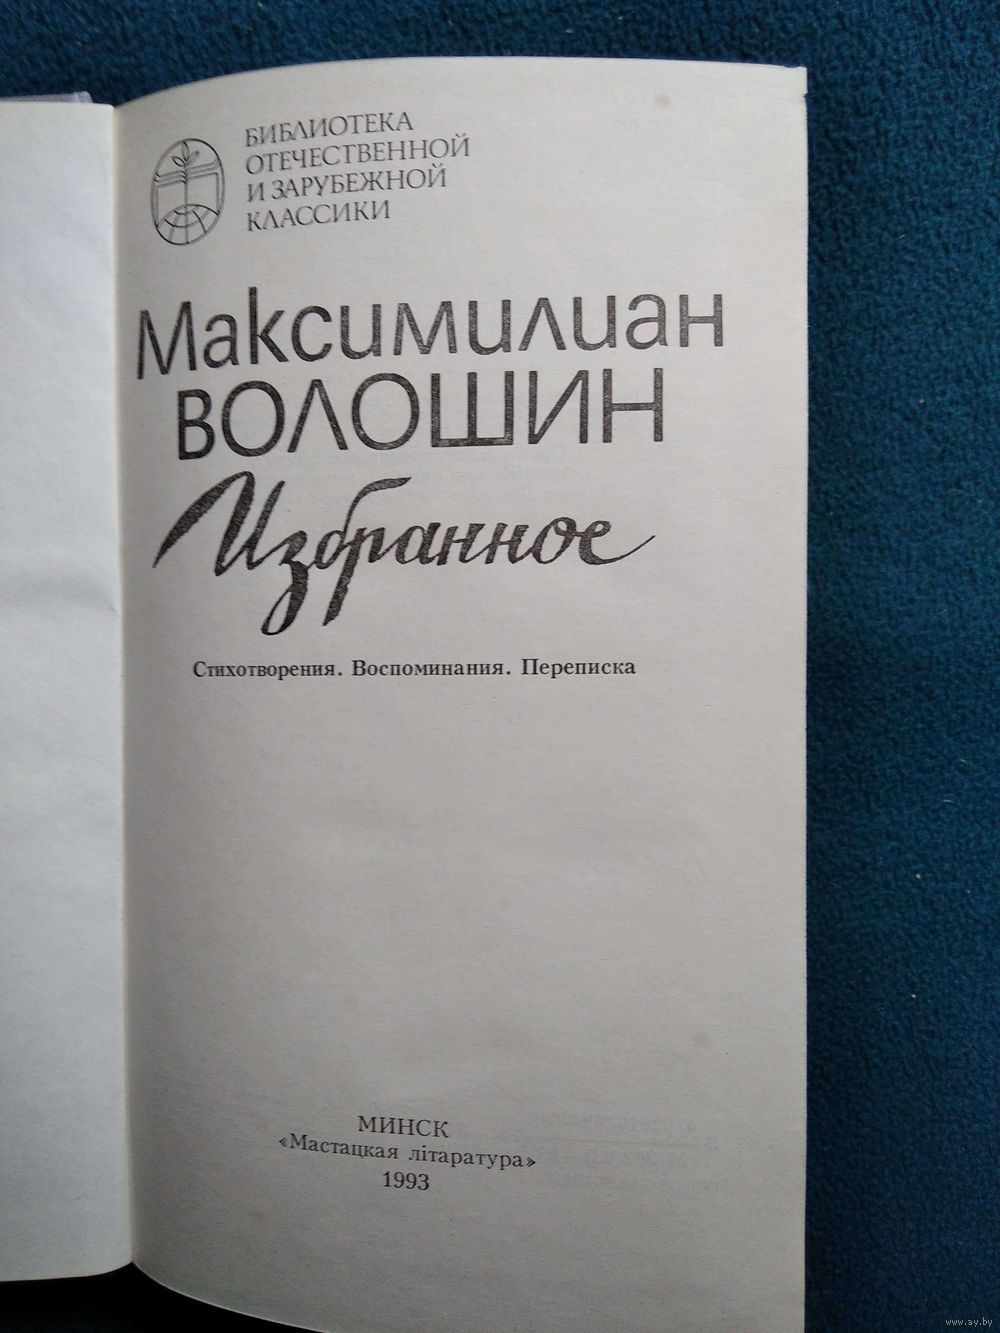 БИБЛИОТЕКА
ОТЕЧЕСТВЕННОЙ
И ЗАРУБЕЖНОЙ
КЛАССИКИ
Максимилиан
ВОЛОШИН
Избранное
Стихотворения. Воспоминания. Переписка
МИНСК
«Мастацкая літаратура»
1993
www.ay.by